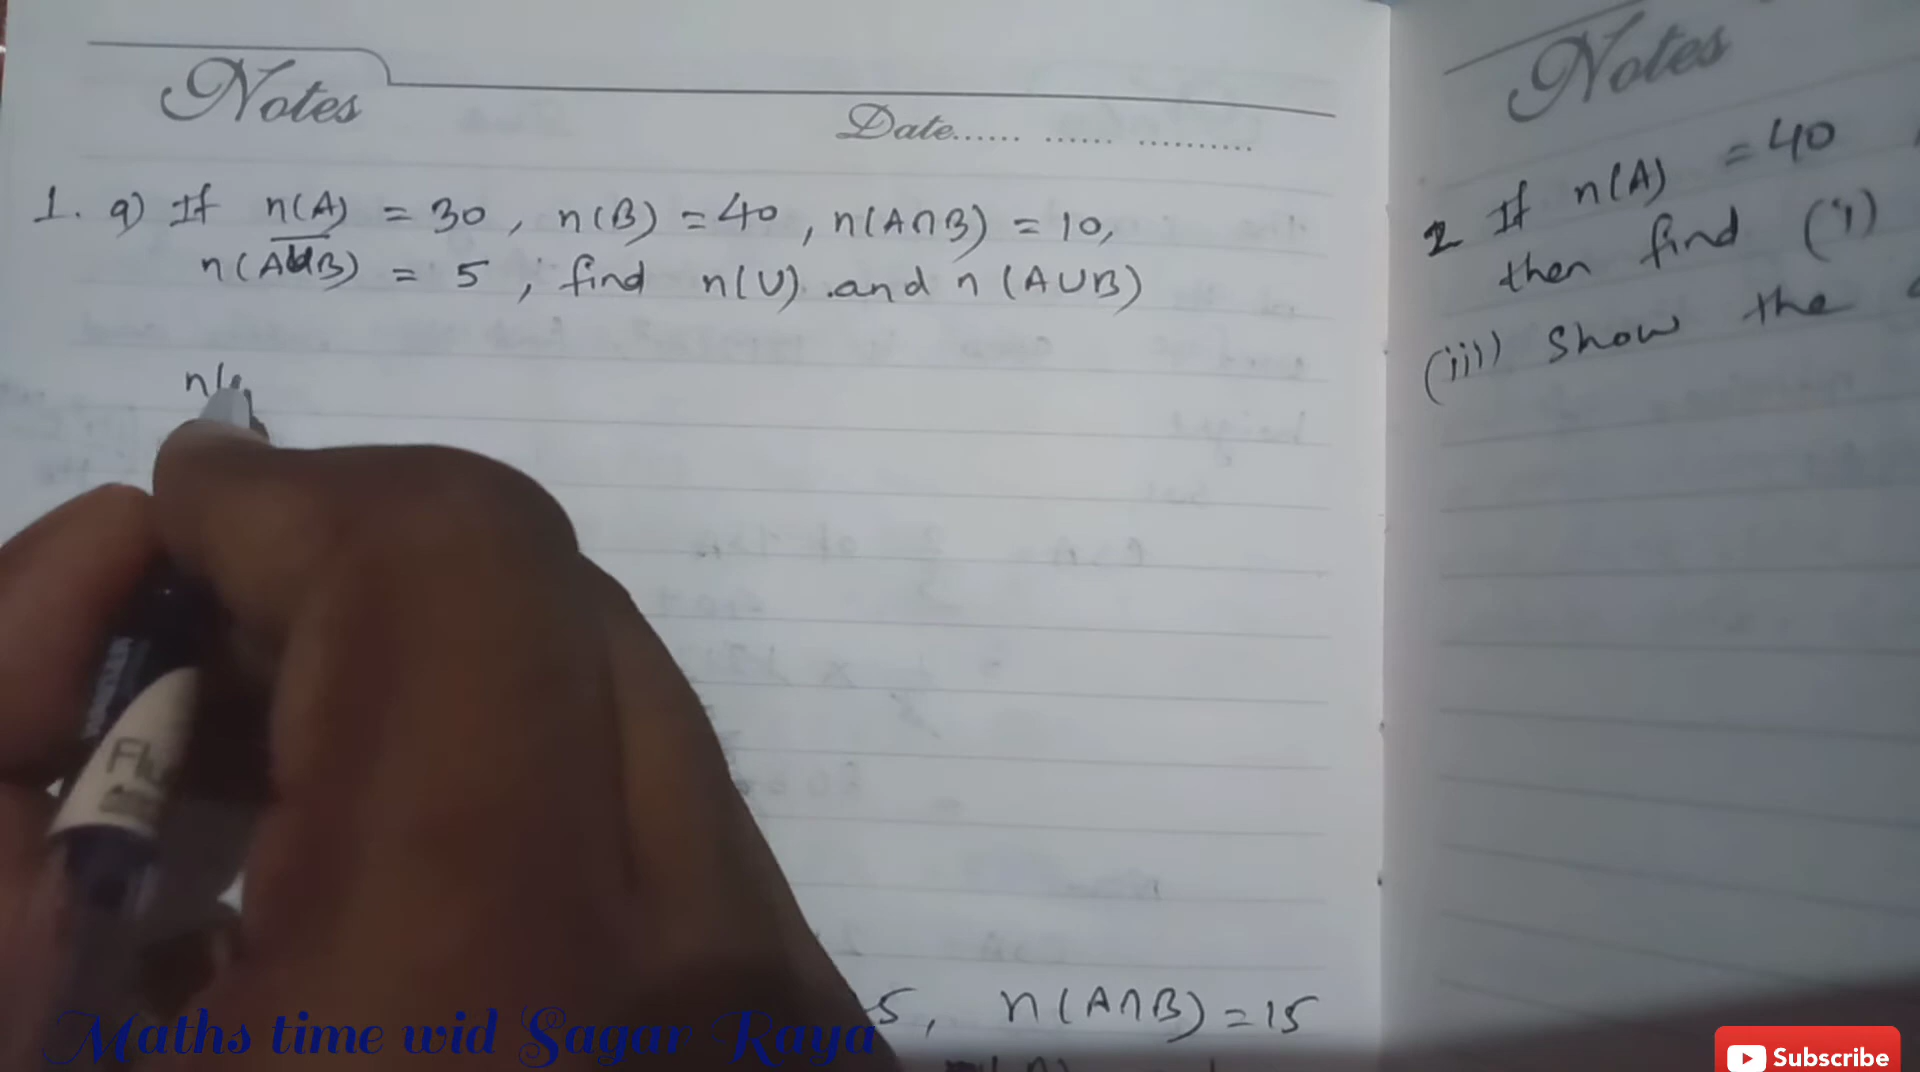 Notes
Date...... ...... ..........
1. a) If n(A) = 30, n(B) = 40, n(A∩B) = 10,
n(A̅∪̅B̅) = 5, find n(U) and n(A∪B)
n(
5, n(A∩B) = 15
Notes
2 If n(A) = 40
then find (i)
(iii) Show the
Maths time wid Sagar Raya
Subscribe